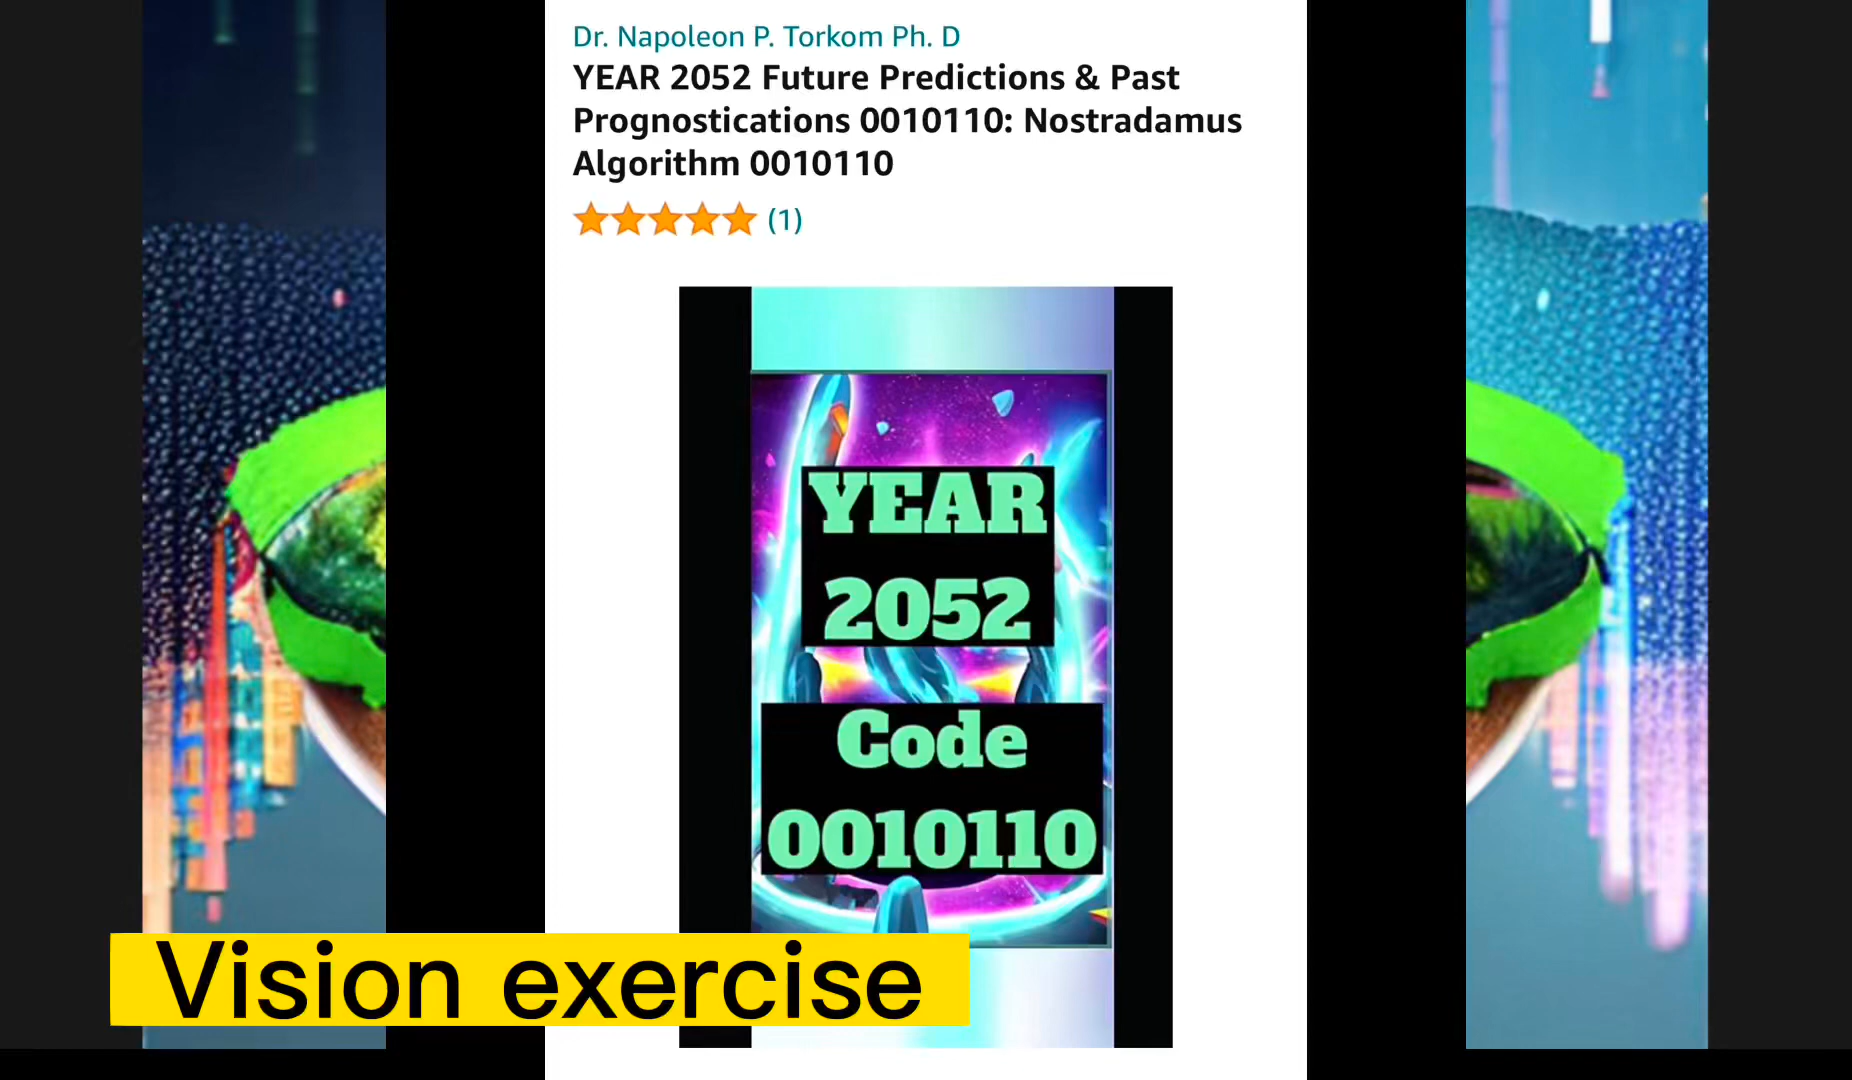 Dr. Napoleon P. Torkom Ph. D
YEAR 2052 Future Predictions & Past
Prognostications 0010110: Nostradamus
Algorithm 0010110
(1)
YEAR
2052
Code
0010110
Vision exercise